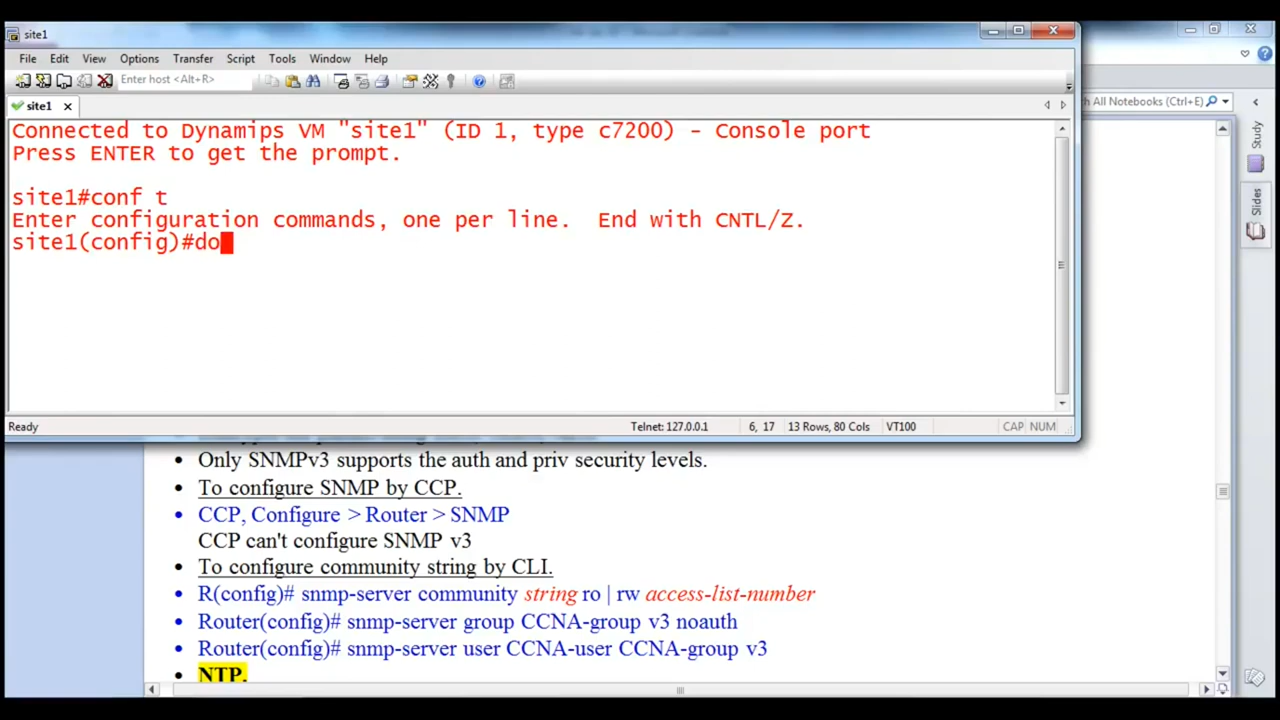 site1
File Edit View Options Transfer Script Tools Window Help
Enter host <Alt+R>
ch All Notebooks (Ctrl+E)
site1
Connected to Dynamips VM "site1" (ID 1, type c7200) - Console port
Press ENTER to get the prompt.
site1#conf t
Enter configuration commands, one per line. End with CNTL/Z.
site1(config)#do
Study
Slides
Ready Telnet: 127.0.0.1 6, 17 13 Rows, 80 Cols VT100 CAP NUM
• Only SNMPv3 supports the auth and priv security levels.
• To configure SNMP by CCP.
• CCP, Configure > Router > SNMP
CCP can't configure SNMP v3
• To configure community string by CLI.
• R(config)# snmp-server community string ro | rw access-list-number
• Router(config)# snmp-server group CCNA-group v3 noauth
• Router(config)# snmp-server user CCNA-user CCNA-group v3
• NTP.